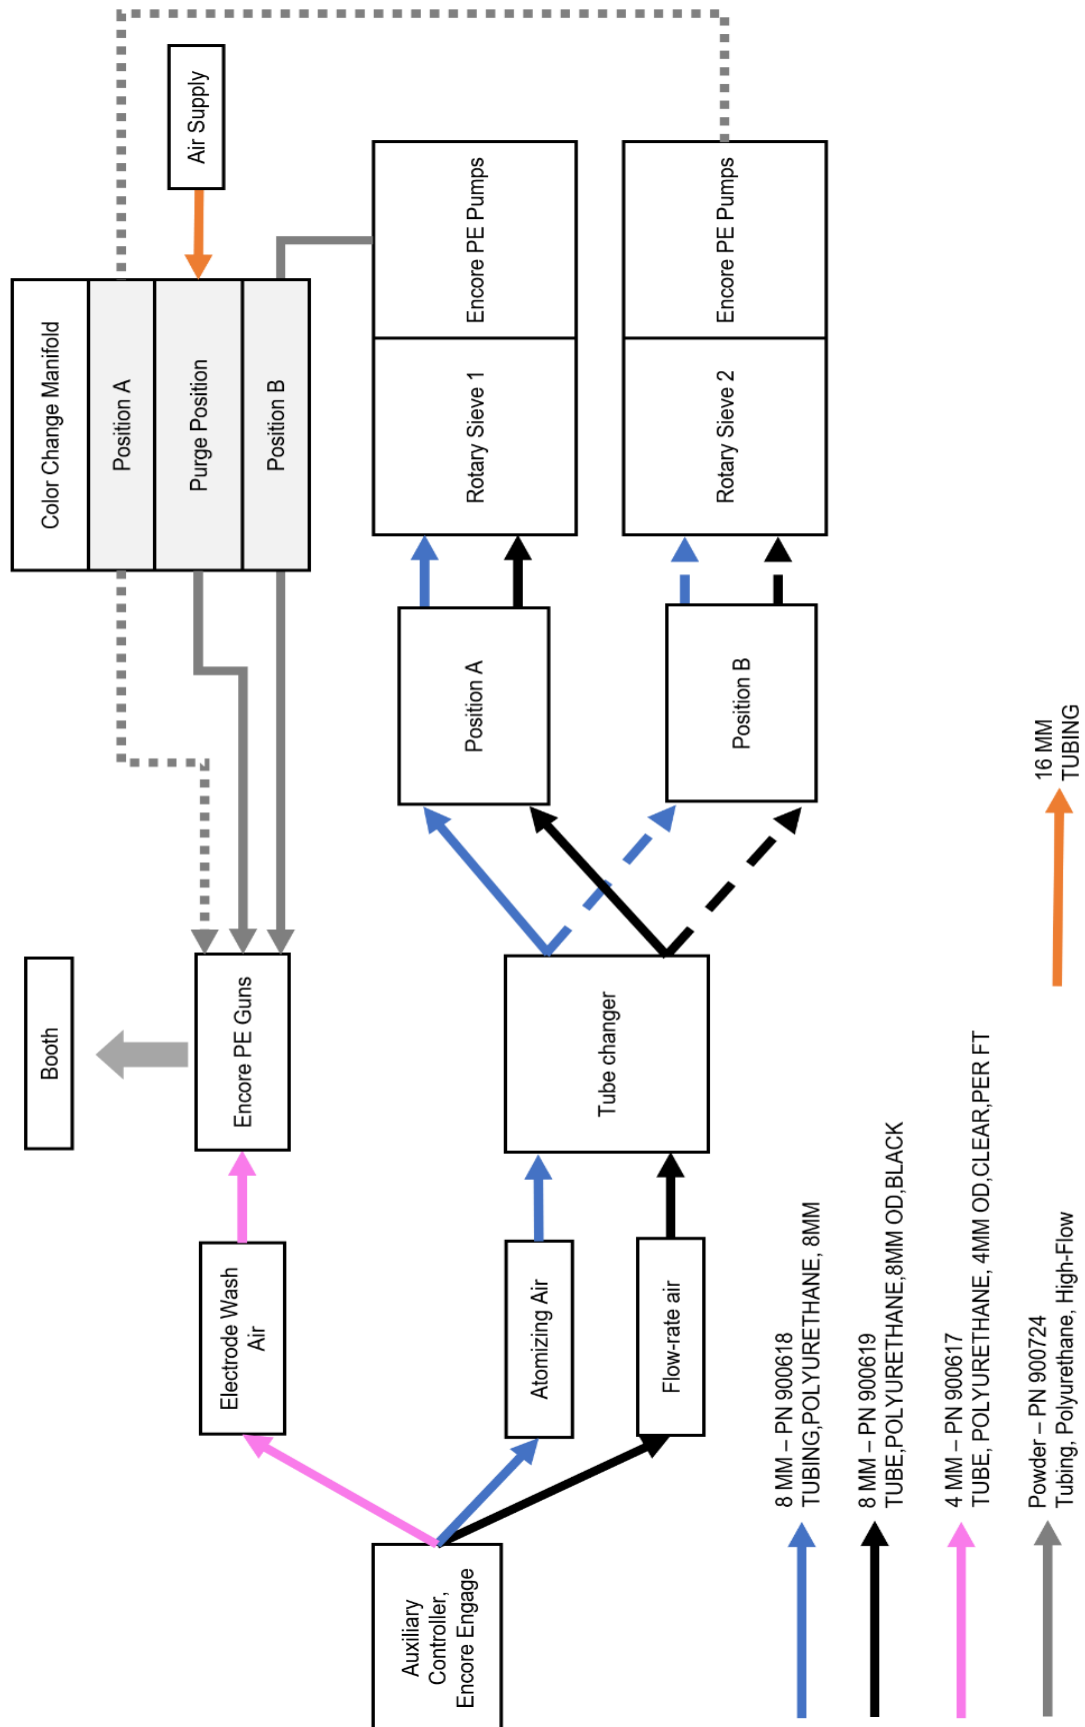 Auxiliary
Controller,
Encore Engage
Electrode Wash
Air
Atomizing Air
Flow-rate air
Booth
Encore PE Guns
Tube changer
Position A
Position B
Color Change Manifold
Position A
Purge Position
Position B
Air Supply
Rotary Sieve 1
Encore PE Pumps
Rotary Sieve 2
Encore PE Pumps
8 MM – PN 900618
TUBING,POLYURETHANE, 8MM
8 MM – PN 900619
TUBE,POLYURETHANE,8MM OD,BLACK
4 MM – PN 900617
TUBE, POLYURETHANE, 4MM OD,CLEAR,PER FT
Powder – PN 900724
Tubing, Polyurethane, High-Flow
16 MM
TUBING